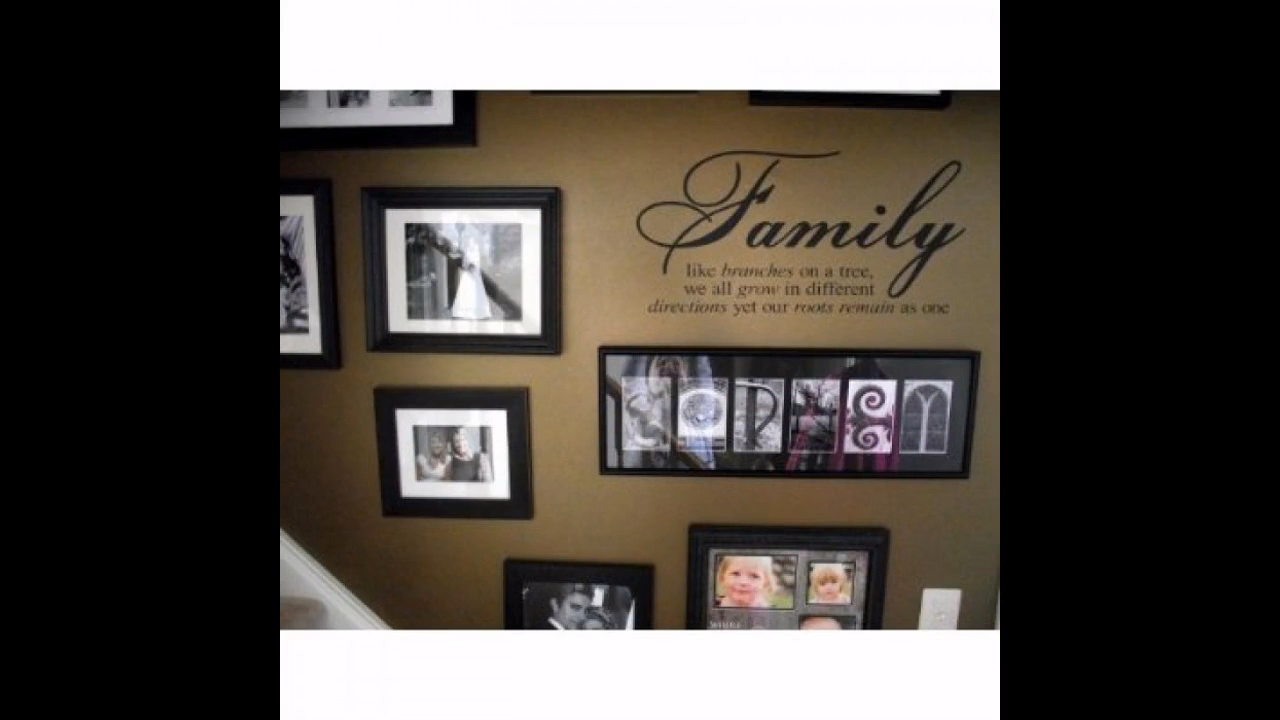 Family
like branches on a tree,
we all grow in different
directions yet our roots remain as one